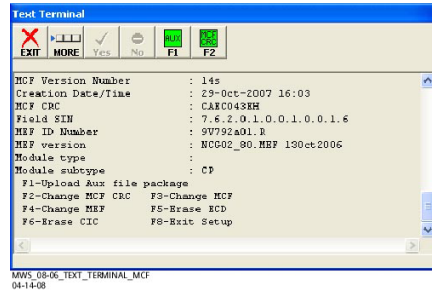 Text Terminal
EXIT MORE Yes No AUX F1 MCF CRC F2
MCF Version Number : 14s
Creation Date/Time : 29-Oct-2007 16:03
MCF CRC : CAEC043EH
Field SIN : 7.6.2.0.1.0.0.1.0.0.1.6
MEF ID Number : 9V792a01.R
MEF version : NCG02_80.MEF 13Oct2006
Module type :
Module subtype : CP
F1-Upload Aux file package
F2-Change MCF CRC F3-Change MCF
F4-Change MEF F5-Erase ECD
F6-Erase CIC F8-Exit Setup
MWS_08-06_TEXT_TERMINAL_MCF
04-14-08